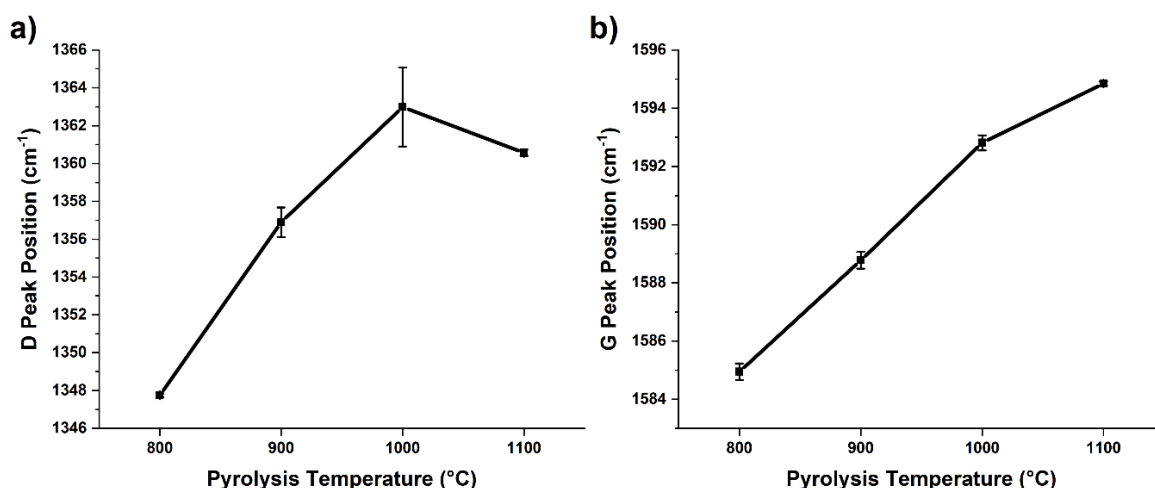 a)
D Peak Position (cm-1)
1366
1364
1362
1360
1358
1356
1354
1352
1350
1348
1346
800 900 1000 1100
Pyrolysis Temperature (°C)
b)
G Peak Position (cm-1)
1596
1594
1592
1590
1588
1586
1584
800 900 1000 1100
Pyrolysis Temperature (°C)